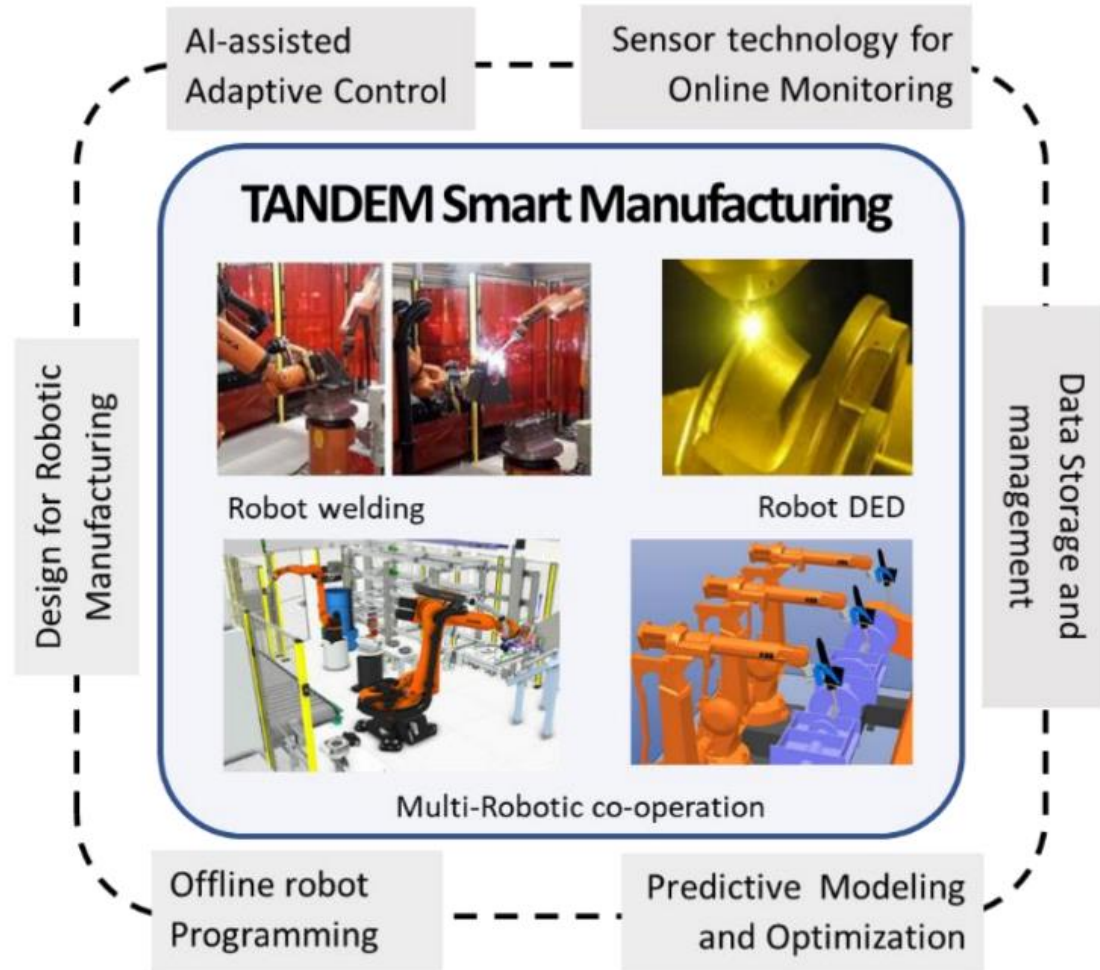 AI-assisted
Adaptive Control
Sensor technology for
Online Monitoring
TANDEM Smart Manufacturing
Design for Robotic
Manufacturing
Data Storage and
management
Robot welding
Robot DED
Multi-Robotic co-operation
Offline robot
Programming
Predictive Modeling
and Optimization